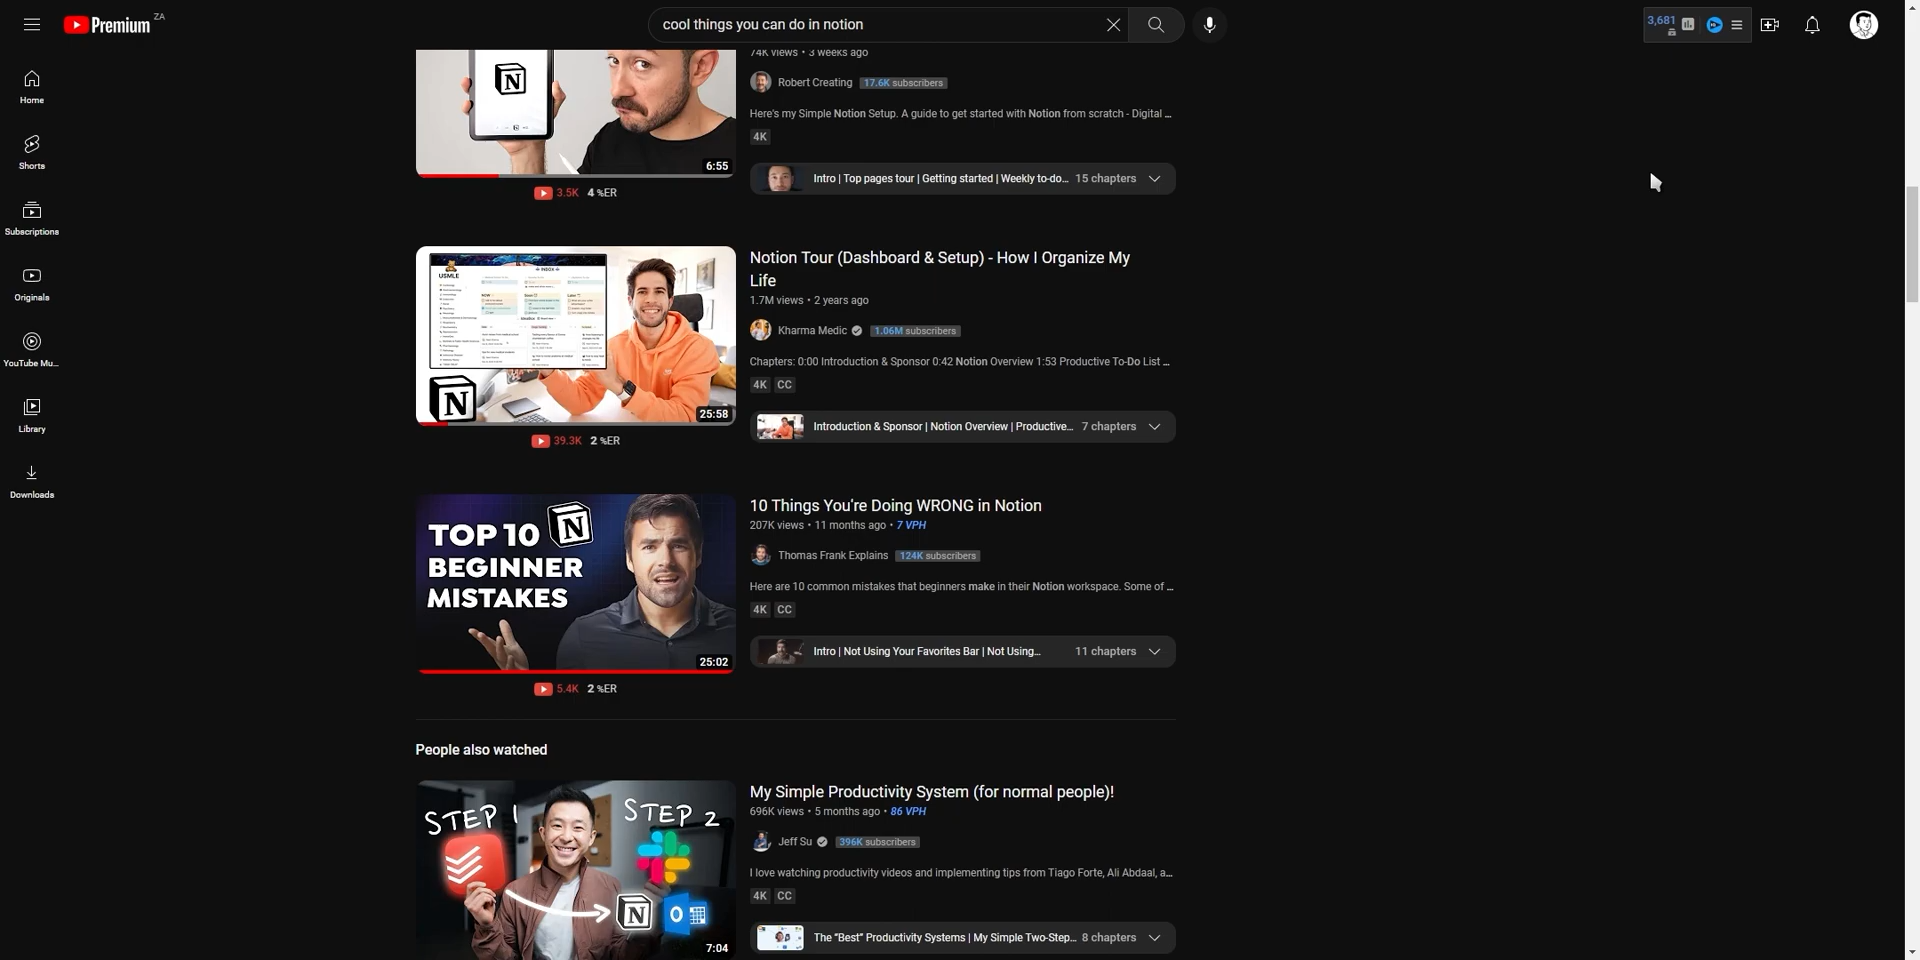 Premium
ZA
cool things you can do in notion
3,681
Home
Shorts
Subscriptions
Originals
YouTube Mu...
Library
Downloads
N
6:55
3.5K 4 %ER
74K views • 3 weeks ago
Robert Creating 17.6K subscribers
Here's my Simple Notion Setup. A guide to get started with Notion from scratch - Digital ...
4K
Intro | Top pages tour | Getting started | Weekly to-do... 15 chapters
USMLE
INBOX
N
25:58
39.3K 2 %ER
Notion Tour (Dashboard & Setup) - How I Organize My
Life
1.7M views • 2 years ago
Kharma Medic 1.06M subscribers
Chapters: 0:00 Introduction & Sponsor 0:42 Notion Overview 1:53 Productive To-Do List ...
4K CC
Introduction & Sponsor | Notion Overview | Productive... 7 chapters
TOP 10 N
BEGINNER
MISTAKES
25:02
5.4K 2 %ER
10 Things You're Doing WRONG in Notion
207K views • 11 months ago • 7 VPH
Thomas Frank Explains 124K subscribers
Here are 10 common mistakes that beginners make in their Notion workspace. Some of ...
4K CC
Intro | Not Using Your Favorites Bar | Not Using... 11 chapters
People also watched
STEP 1 STEP 2
N O
7:04
My Simple Productivity System (for normal people)!
696K views • 5 months ago • 86 VPH
Jeff Su 396K subscribers
I love watching productivity videos and implementing tips from Tiago Forte, Ali Abdaal, a...
4K CC
The "Best" Productivity Systems | My Simple Two-Step... 8 chapters